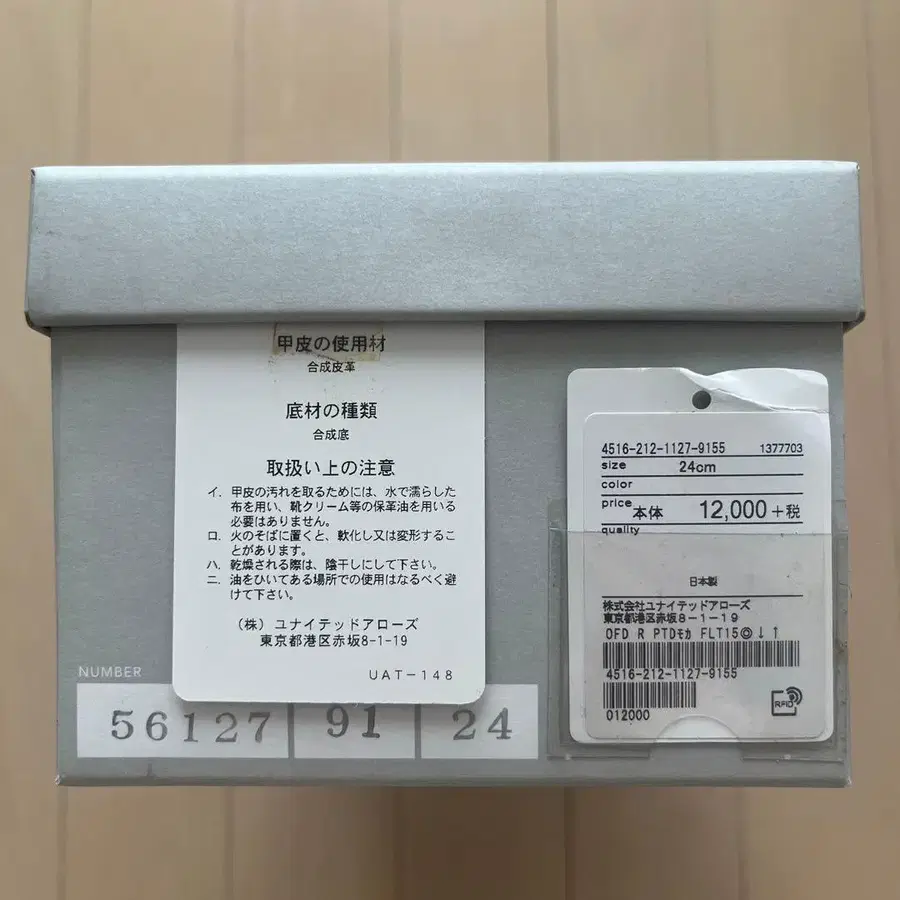 甲皮の使用材
合成皮革
底材の種類
合成底
取扱い上の注意
イ. 甲皮の汚れを取るためには、水で濡らした
布を用い、靴クリーム等の保革油を用いる
必要はありません。
ロ. 火のそばに置くと、軟化し又は変形するこ
とがあります。
ハ. 乾燥される際は、陰干しにして下さい。
ニ. 油をひいてある場所での使用はなるべく避
けて下さい。
(株) ユナイテッドアローズ
東京都港区赤坂8-1-19
UAT-148
NUMBER
56127 91 24
4516-212-1127-9155 1377703
size 24cm
color
price 本体 12,000+税
quality
日本製
株式会社ユナイテッドアローズ
東京都港区赤坂8-1-19
OFD R PTDモカ FLT15◎↓↑
4516-212-1127-9155
012000
RFID